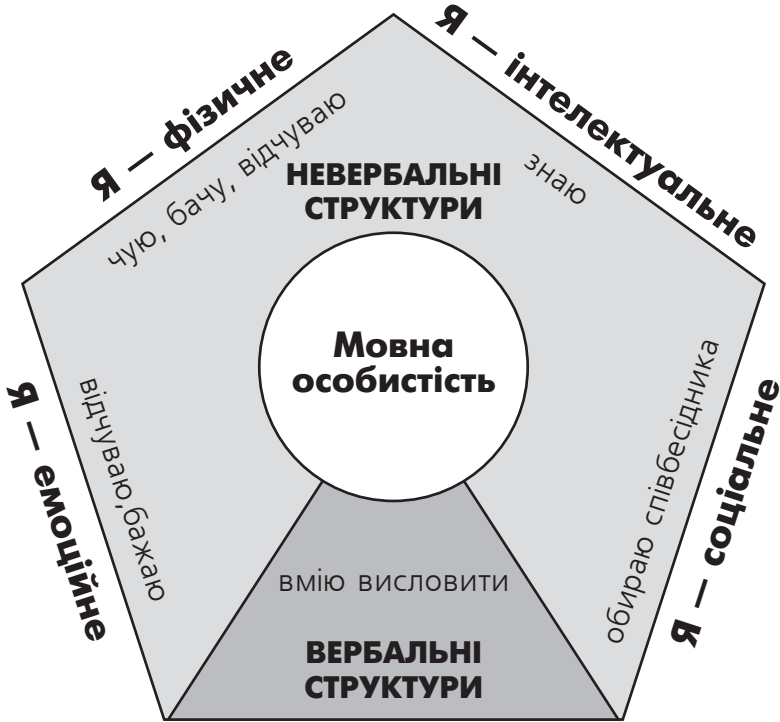 Я — фізичне
Я — інтелектуальне
чую, бачу, відчуваю
знаю
НЕВЕРБАЛЬНІ
СТРУКТУРИ
Мовна
особистість
Я — емоційне
відчуваю,бажаю
обираю співбесідника
Я — соціальне
вмію висловити
ВЕРБАЛЬНІ
СТРУКТУРИ